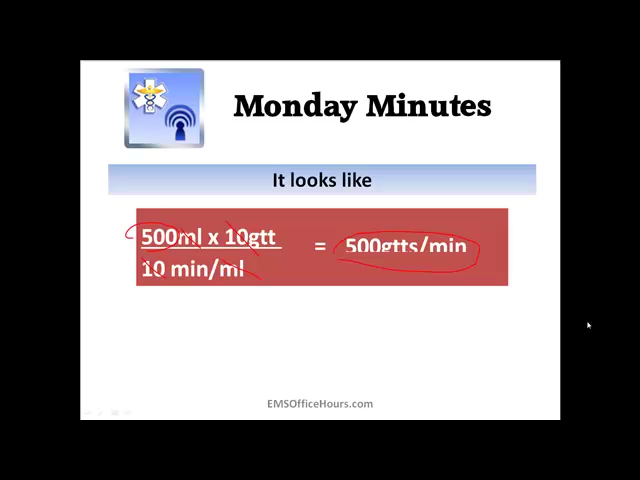 Monday Minutes
It looks like
500ml x 10gtt
10 min/ml
= 500gtts/min
EMSOfficeHours.com